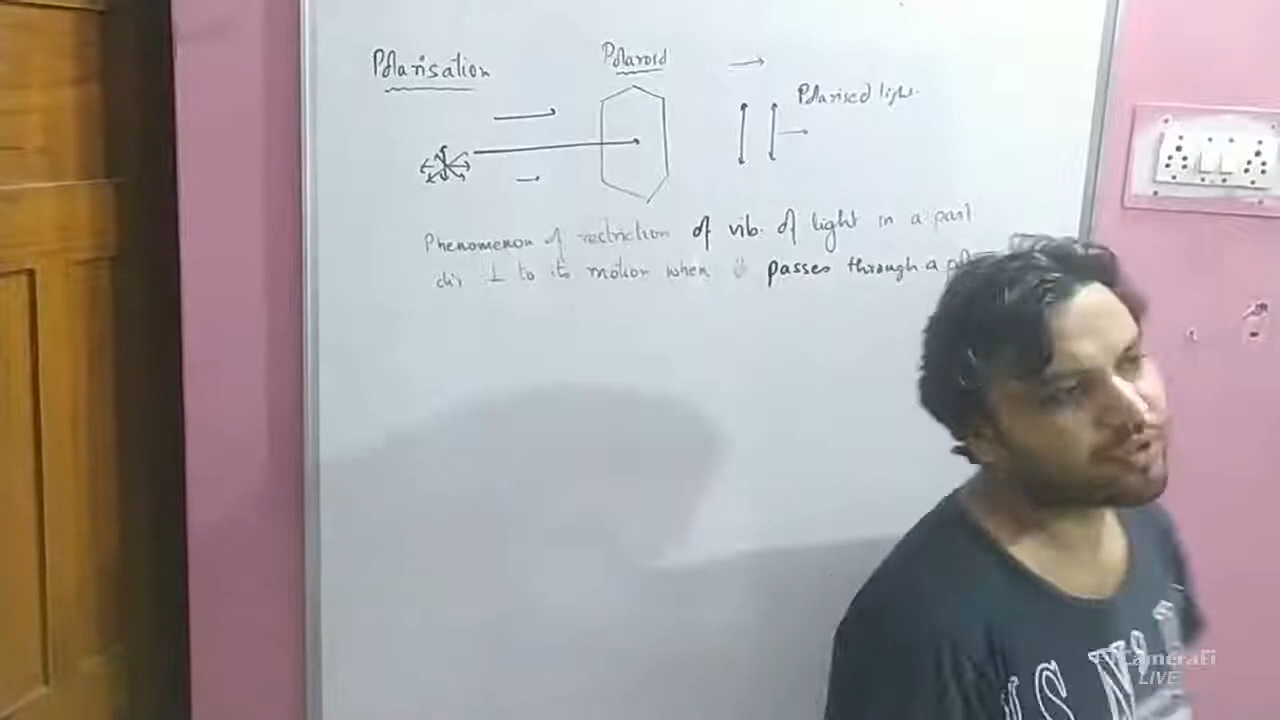 Polarisation
Polaroid
Polarised light.
Phenomenon of restriction of vib. of light in a part
dir ⊥ to its motion when it passes through a
CameraFi
LIVE